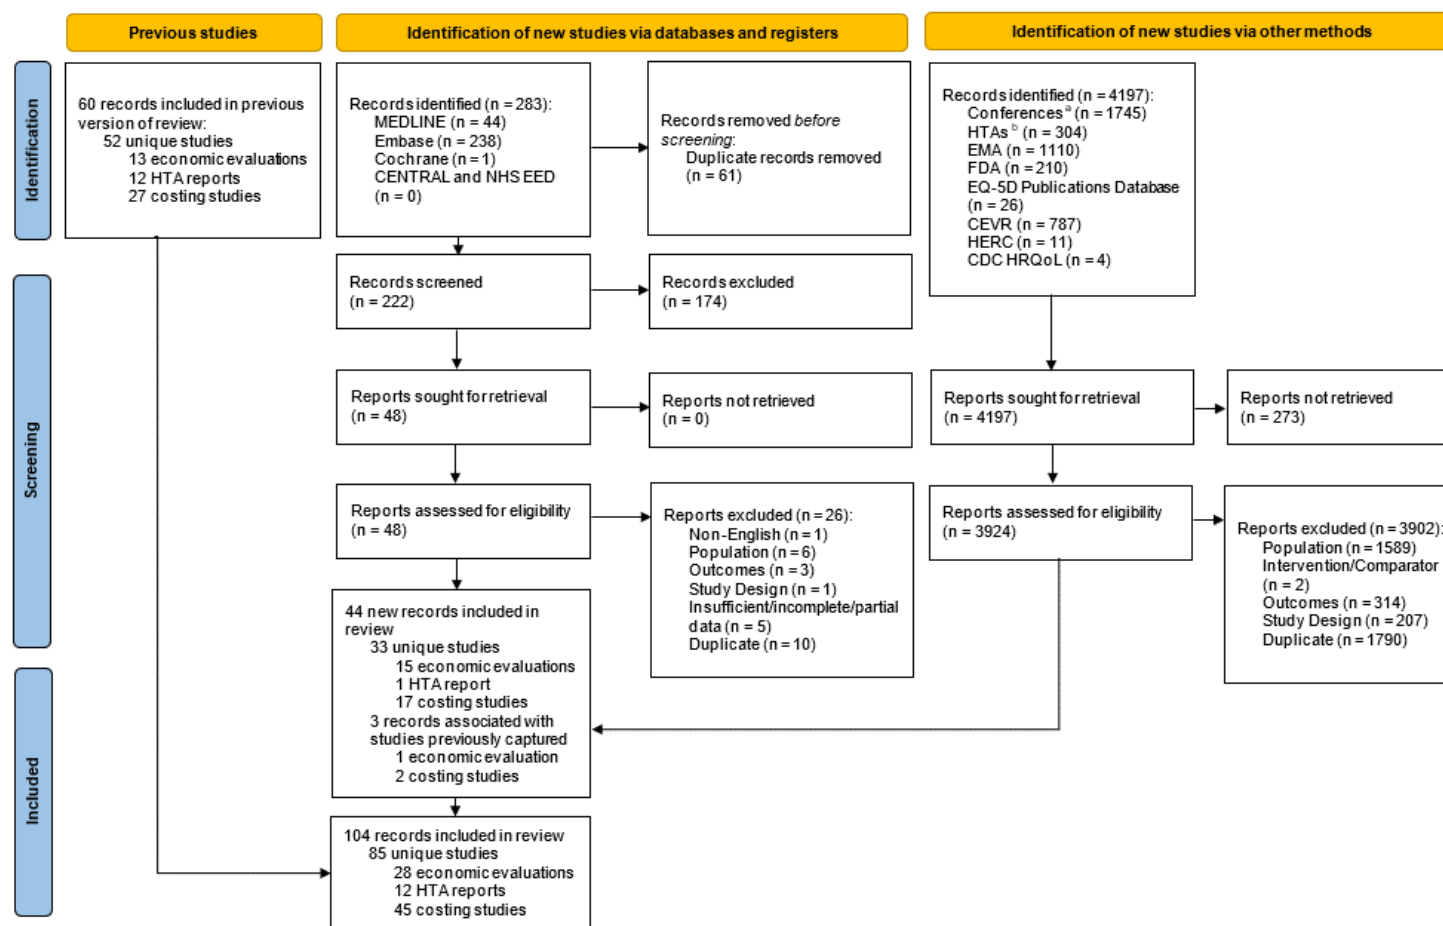 Previous studies
Identification of new studies via databases and registers
Identification of new studies via other methods
Identification
60 records included in previous
version of review:
52 unique studies
13 economic evaluations
12 HTA reports
27 costing studies
Records identified (n = 283):
MEDLINE (n = 44)
Embase (n = 238)
Cochrane (n = 1)
CENTRAL and NHS EED
(n = 0)
Records removed before
screening:
Duplicate records removed
(n = 61)
Records identified (n = 4197):
Conferences a (n = 1745)
HTAs b (n = 304)
EMA (n = 1110)
FDA (n = 210)
EQ-5D Publications Database
(n = 26)
CEVR (n = 787)
HERC (n = 11)
CDC HRQoL (n = 4)
Screening
Records screened
(n = 222)
Records excluded
(n = 174)
Reports sought for retrieval
(n = 48)
Reports not retrieved
(n = 0)
Reports sought for retrieval
(n = 4197)
Reports not retrieved
(n = 273)
Reports assessed for eligibility
(n = 48)
Reports excluded (n = 26):
Non-English (n = 1)
Population (n = 6)
Outcomes (n = 3)
Study Design (n = 1)
Insufficient/incomplete/partial
data (n = 5)
Duplicate (n = 10)
Reports assessed for eligibility
(n = 3924)
Reports excluded (n = 3902):
Population (n = 1589)
Intervention/Comparator
(n = 2)
Outcomes (n = 314)
Study Design (n = 207)
Duplicate (n = 1790)
Included
44 new records included in
review
33 unique studies
15 economic evaluations
1 HTA report
17 costing studies
3 records associated with
studies previously captured
1 economic evaluation
2 costing studies
104 records included in review
85 unique studies
28 economic evaluations
12 HTA reports
45 costing studies